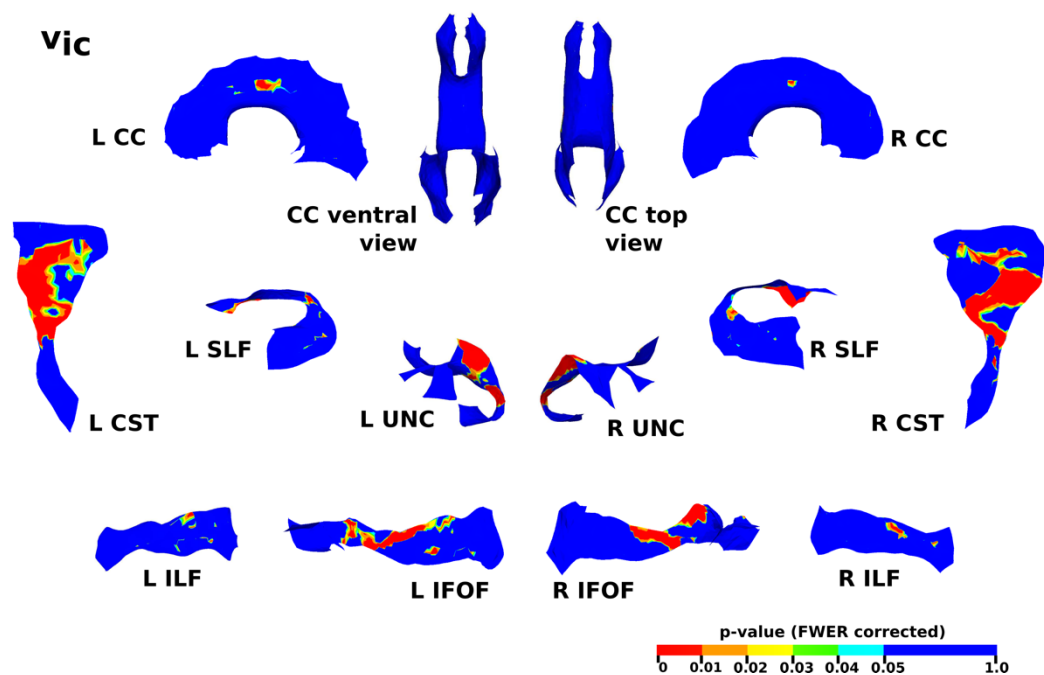 vic
L CC
R CC
CC ventral
view
CC top
view
L SLF
R SLF
L CST
L UNC
R UNC
R CST
L ILF
L IFOF
R IFOF
R ILF
p-value (FWER corrected)
0 0.01 0.02 0.03 0.04 0.05 1.0